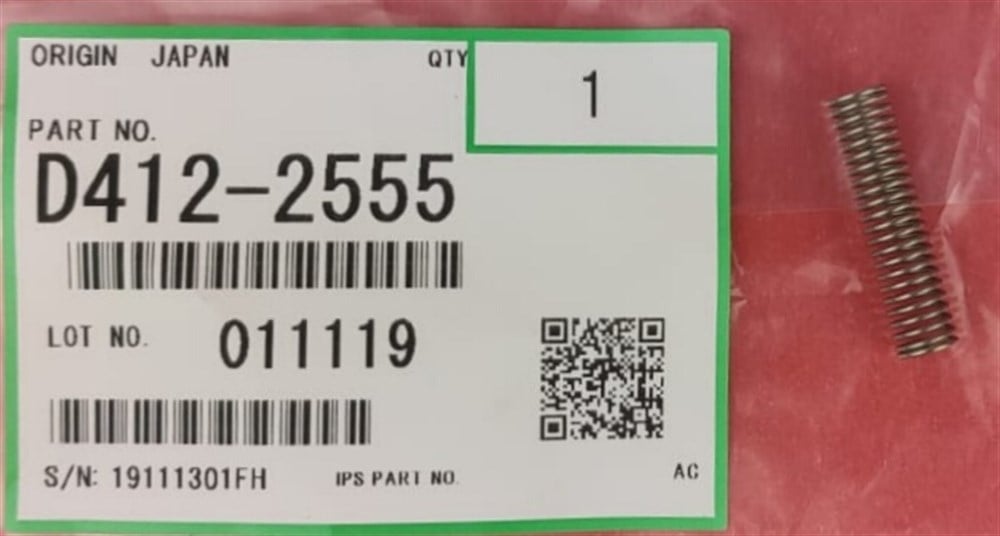 ORIGIN JAPAN QTY 1
PART NO.
D412-2555
LOT NO. 011119
S/N: 19111301FH IPS PART NO. AC